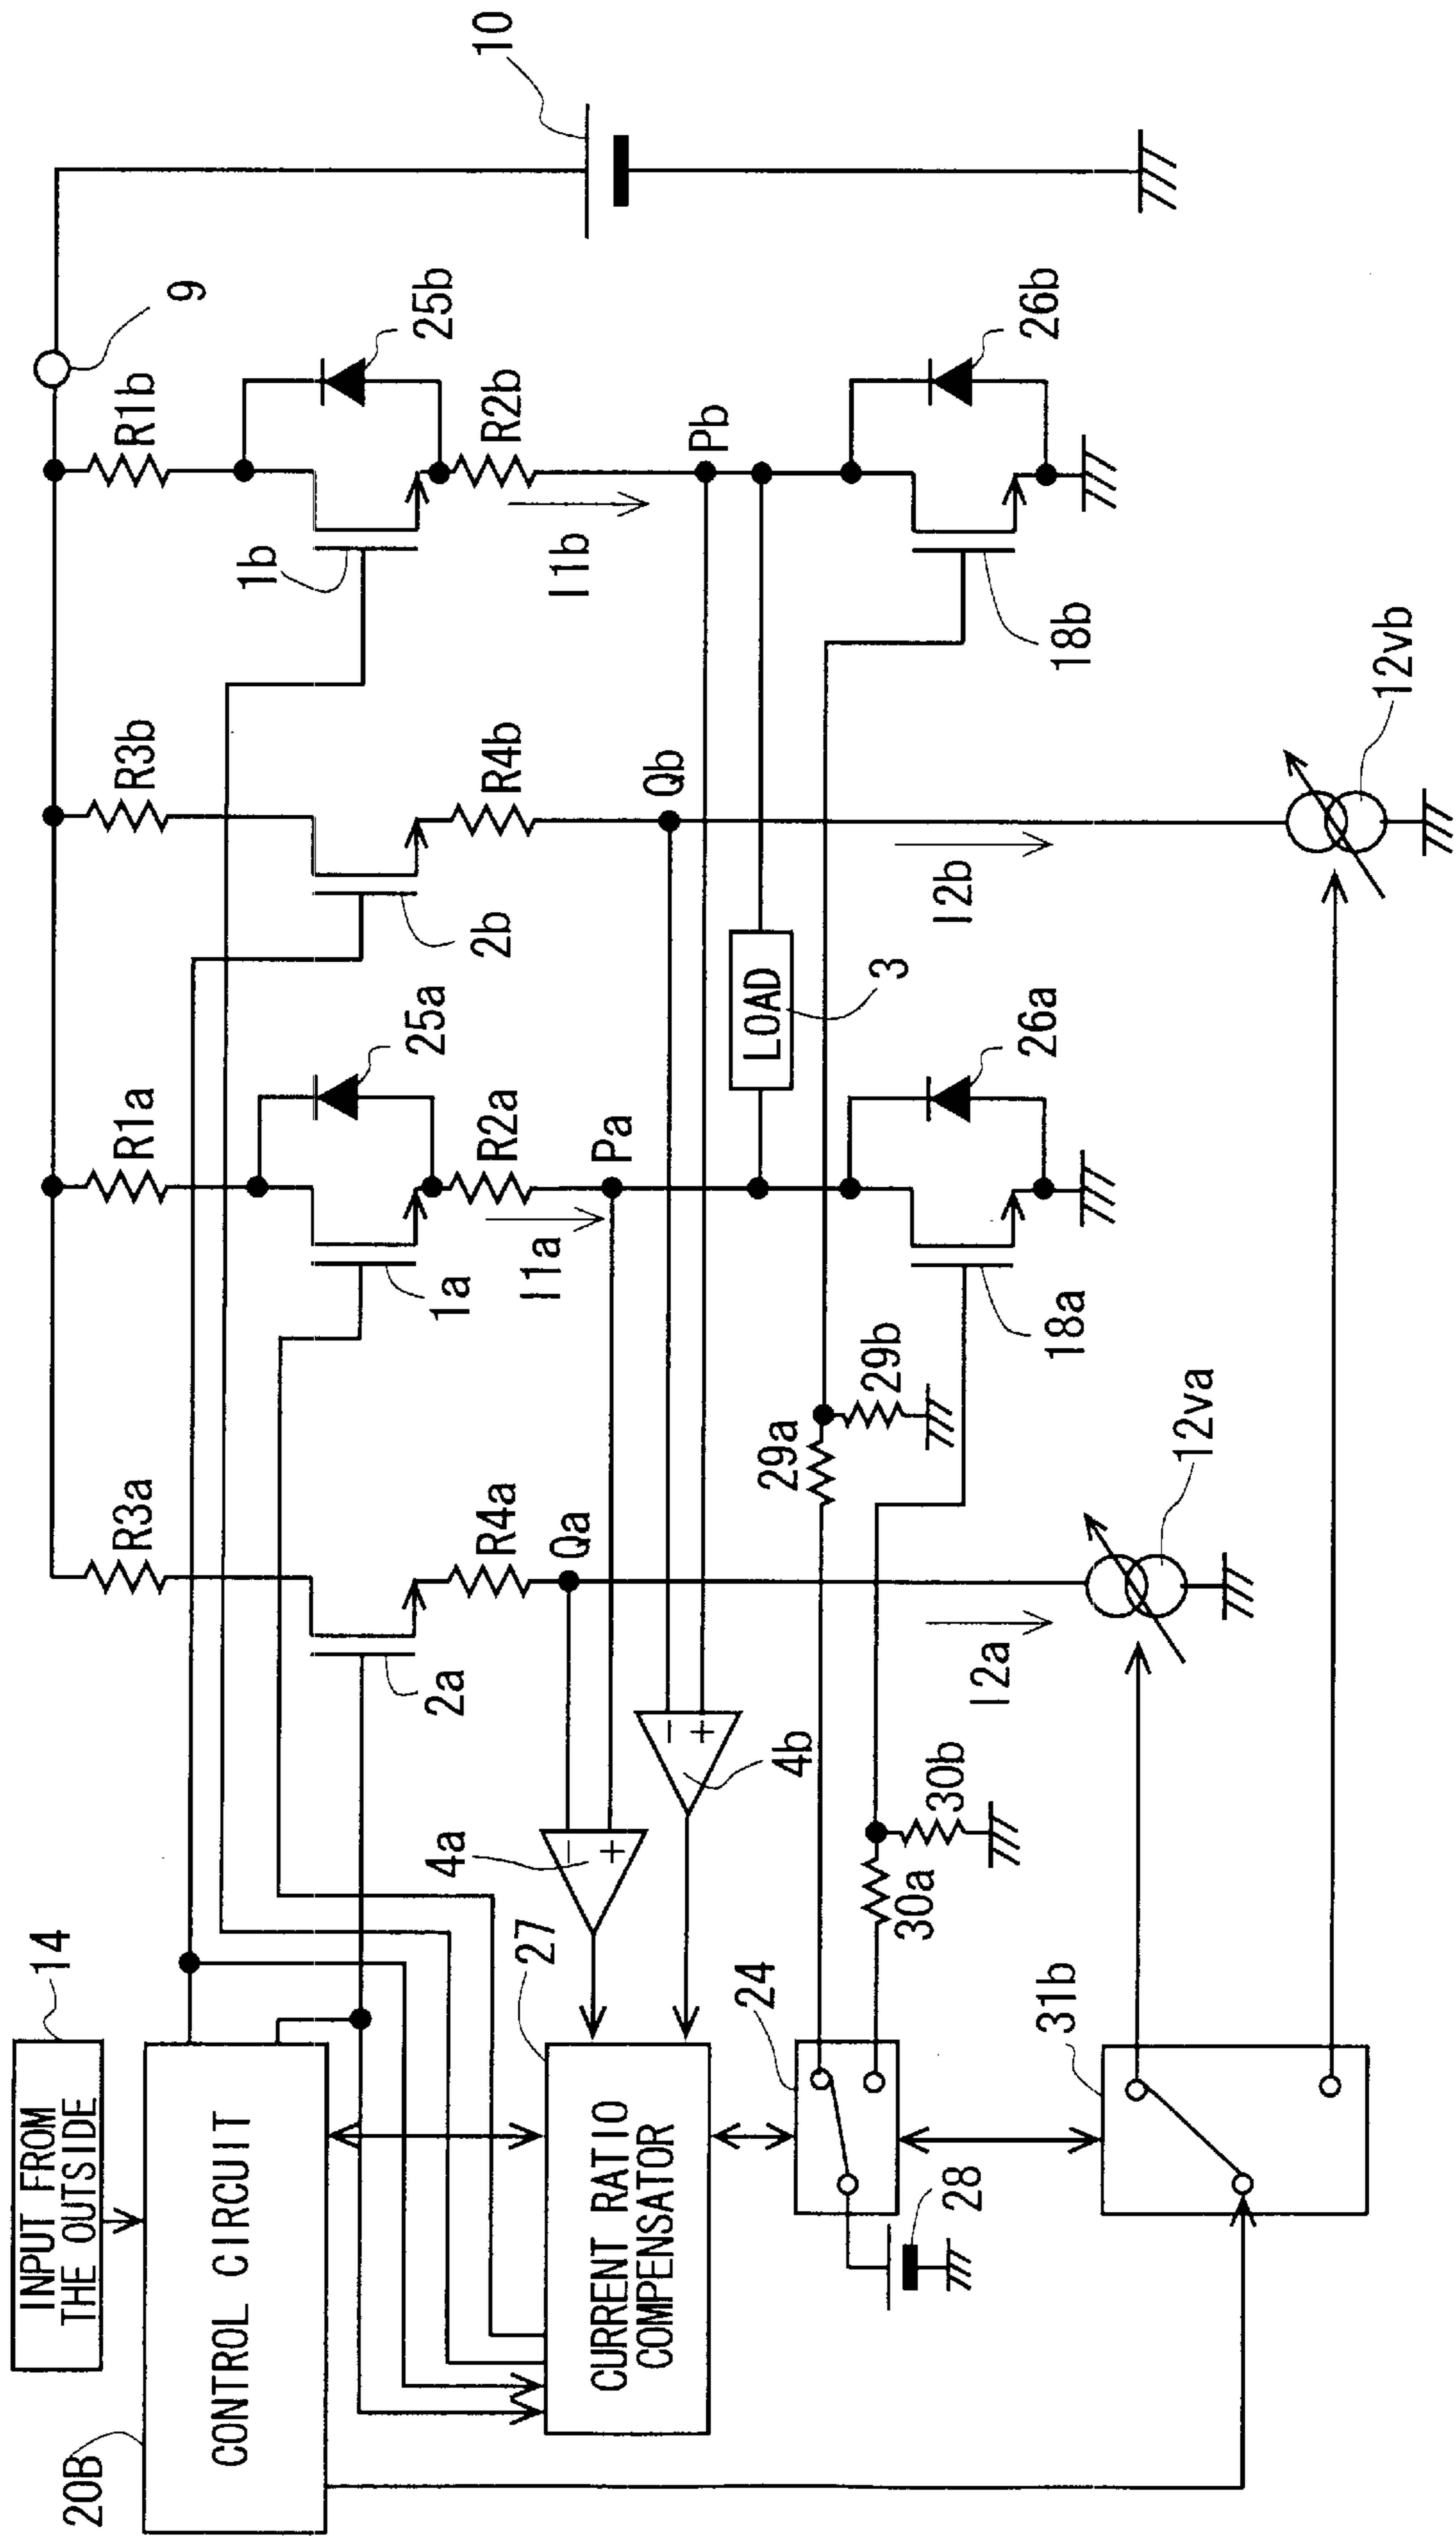 INPUT FROM
THE OUTSIDE
14
20B
CONTROL CIRCUIT
27
CURRENT RATIO
COMPENSATOR
24
28
31b
4a
4b
30a
30b
29a
29b
R3a
2a
R4a
Qa
I2a
12va
R1a
25a
1a
R2a
I1a
Pa
LOAD
3
26a
18a
R3b
2b
R4b
Qb
I2b
12vb
R1b
9
25b
1b
R2b
I1b
Pb
26b
18b
10